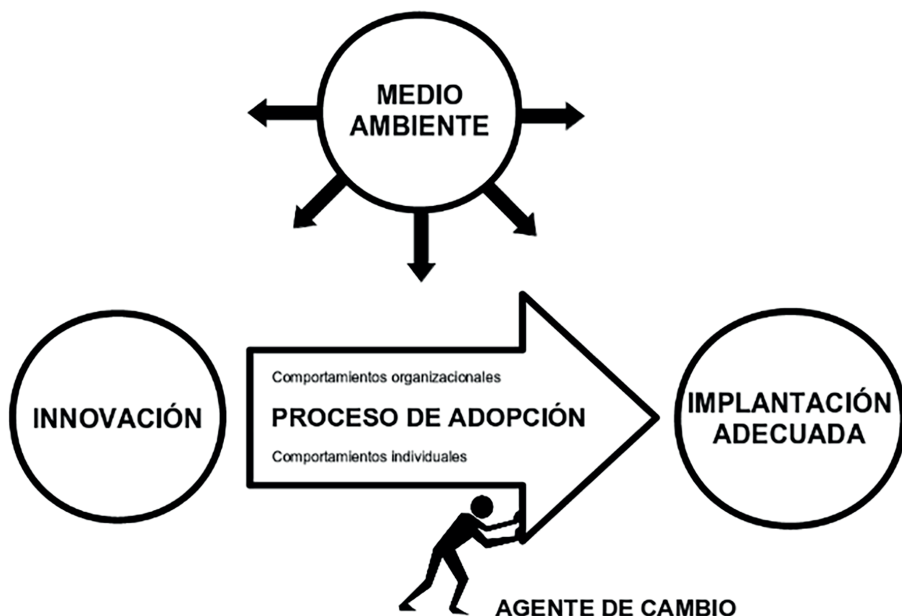 MEDIO
AMBIENTE
INNOVACIÓN
Comportamientos organizacionales
PROCESO DE ADOPCIÓN
Comportamientos individuales
IMPLANTACIÓN
ADECUADA
AGENTE DE CAMBIO